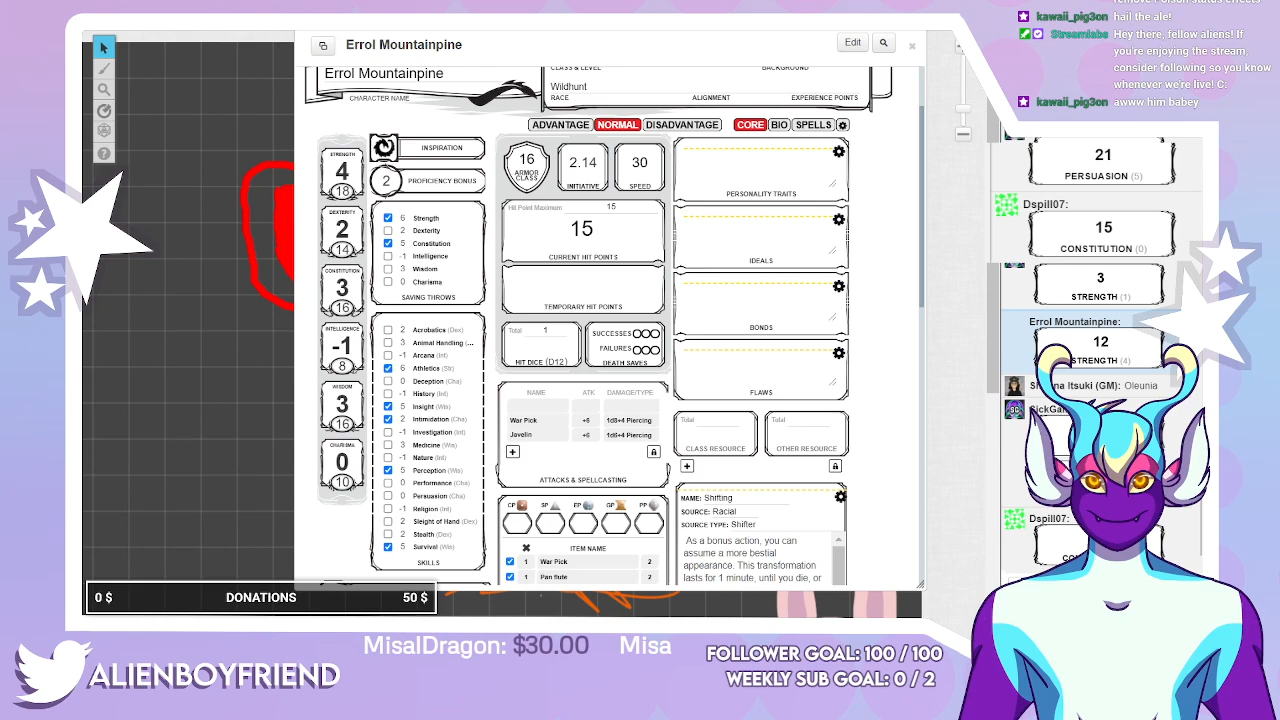 remove Poison status effects
kawaii_pig3on hail the ale!
Streamlabs Hey there, fellow aliens! If
you're enjoying the stream,
consider following so you know
whenever we're live! C:
kawaii_pig3on awww him babey
Errol Mountainpine
Edit
Errol Mountainpine
CHARACTER NAME
CLASS & LEVEL BACKGROUND
Wildhunt
RACE ALIGNMENT EXPERIENCE POINTS
ADVANTAGE NORMAL DISADVANTAGE CORE BIO SPELLS
STRENGTH
4
18
DEXTERITY
2
14
CONSTITUTION
3
16
INTELLIGENCE
-1
8
WISDOM
3
16
CHARISMA
0
10
INSPIRATION
2 PROFICIENCY BONUS
6 Strength
2 Dexterity
5 Constitution
-1 Intelligence
3 Wisdom
0 Charisma
SAVING THROWS
2 Acrobatics (Dex)
3 Animal Handling (...
-1 Arcana (Int)
6 Athletics (Str)
0 Deception (Cha)
-1 History (Int)
5 Insight (Wis)
2 Intimidation (Cha)
-1 Investigation (Int)
3 Medicine (Wis)
-1 Nature (Int)
5 Perception (Wis)
0 Performance (Cha)
0 Persuasion (Cha)
-1 Religion (Int)
2 Sleight of Hand (Dex)
2 Stealth (Dex)
5 Survival (Wis)
SKILLS
16
ARMOR
CLASS
2.14
INITIATIVE
30
SPEED
Hit Point Maximum 15
15
CURRENT HIT POINTS
TEMPORARY HIT POINTS
Total 1
HIT DICE (D12)
SUCCESSES
FAILURES
DEATH SAVES
NAME ATK DAMAGE/TYPE
War Pick +6 1d8+4 Piercing
Javelin +6 1d6+4 Piercing
ATTACKS & SPELLCASTING
CP SP EP GP PP
ITEM NAME
1 War Pick 2
1 Pan flute 2
PERSONALITY TRAITS
IDEALS
BONDS
FLAWS
Total
CLASS RESOURCE
Total
OTHER RESOURCE
NAME: Shifting
SOURCE: Racial
SOURCE TYPE: Shifter
As a bonus action, you can
assume a more bestial
appearance. This transformation
lasts for 1 minute, until you die, or
21
PERSUASION (5)
Dspill07:
15
CONSTITUTION (0)
3
STRENGTH (1)
Errol Mountainpine:
12
STRENGTH (4)
Itsuki (GM): Oleunia
Dspill07:
0 $ DONATIONS 50 $
MisalDragon: $30.00 Misa
ALIENBOYFRIEND
FOLLOWER GOAL: 100 / 100
WEEKLY SUB GOAL: 0 / 2